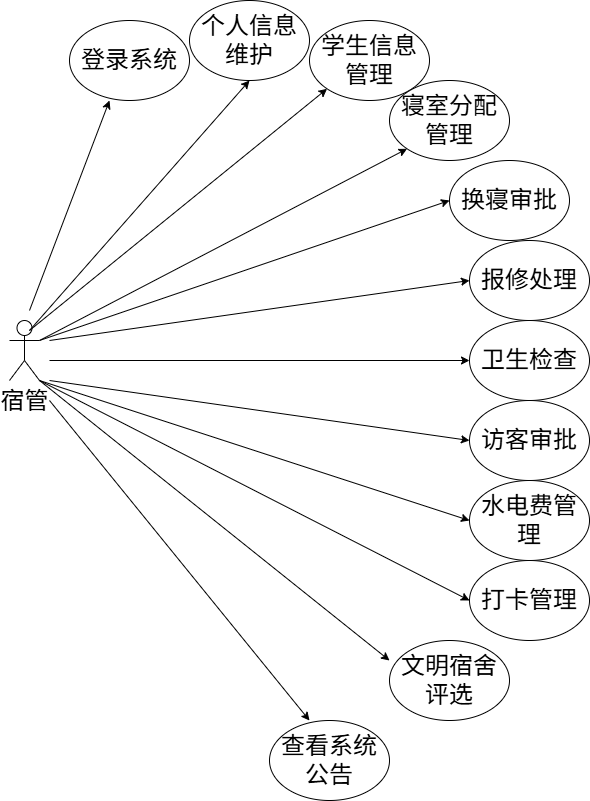 登录系统
个人信息
维护
学生信息
管理
寝室分配
管理
换寝审批
报修处理
卫生检查
宿管
访客审批
水电费管
理
打卡管理
文明宿舍
评选
查看系统
公告